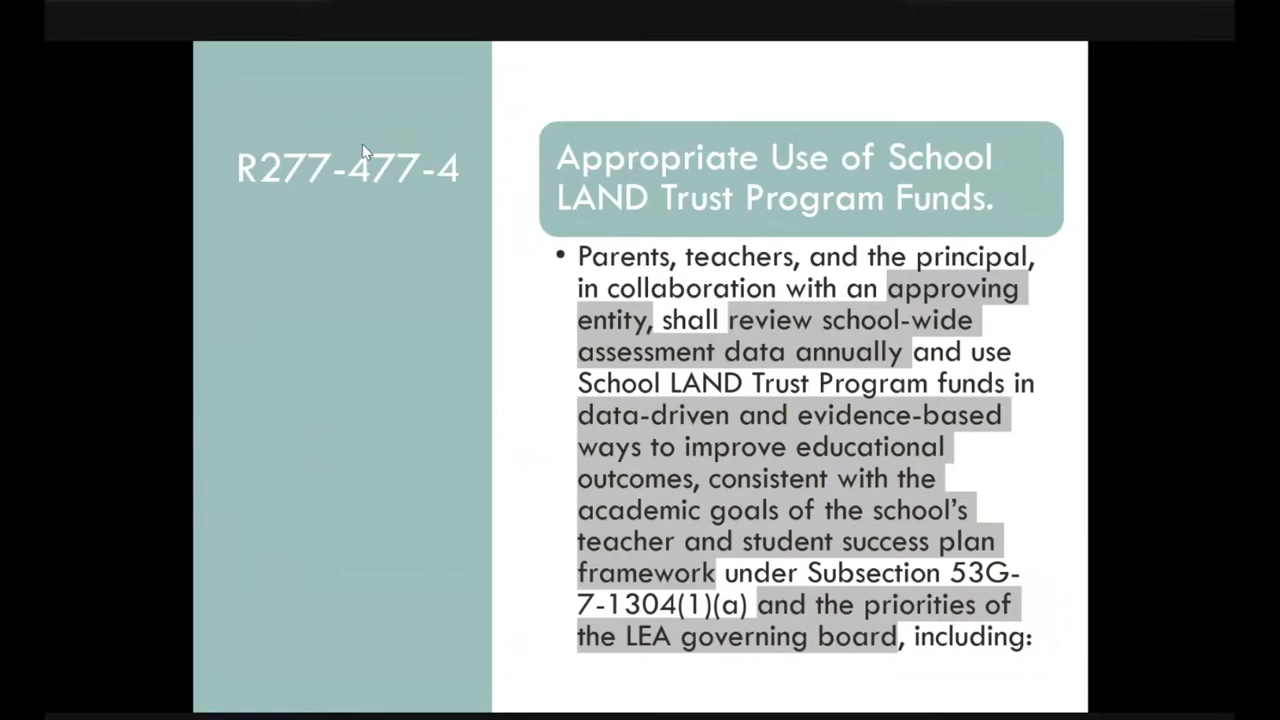 R277-477-4
Appropriate Use of School
LAND Trust Program Funds.
• Parents, teachers, and the principal,
in collaboration with an approving
entity, shall review school-wide
assessment data annually and use
School LAND Trust Program funds in
data-driven and evidence-based
ways to improve educational
outcomes, consistent with the
academic goals of the school’s
teacher and student success plan
framework under Subsection 53G-
7-1304(1)(a) and the priorities of
the LEA governing board, including: